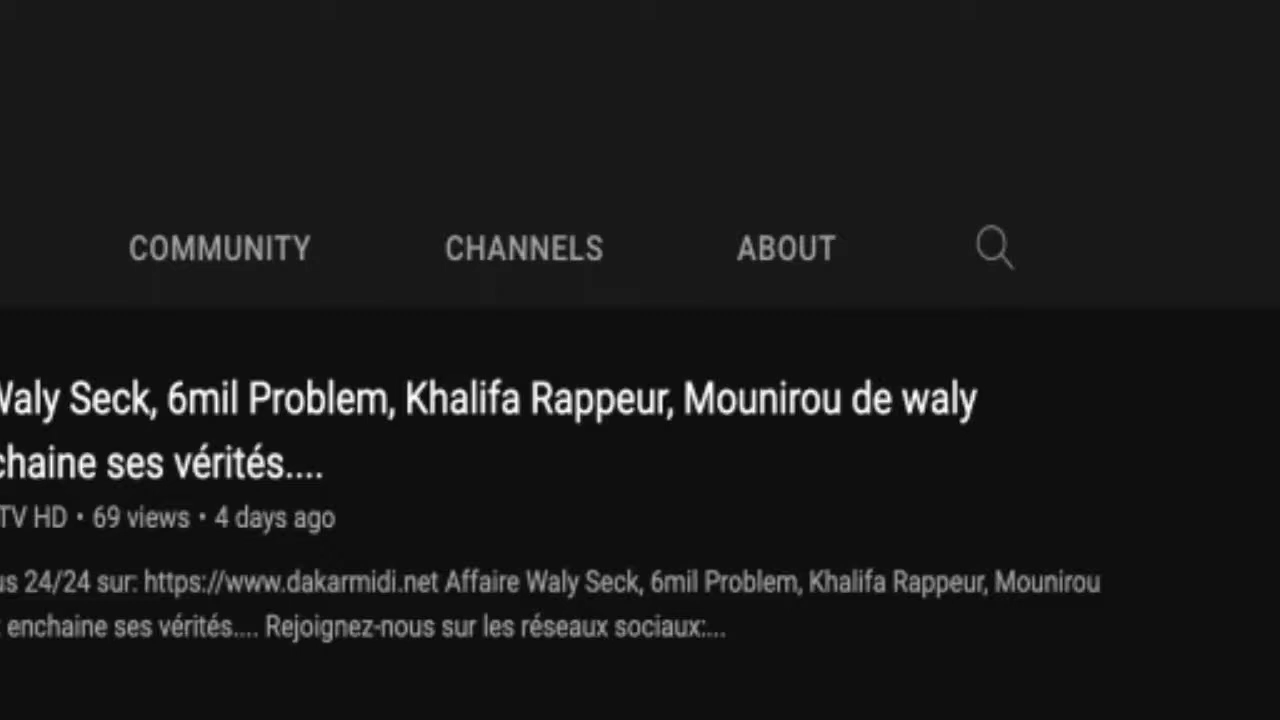 COMMUNITY CHANNELS ABOUT
Waly Seck, 6mil Problem, Khalifa Rappeur, Mounirou de waly
chaine ses vérités....
TV HD • 69 views • 4 days ago
us 24/24 sur: https://www.dakarmidi.net Affaire Waly Seck, 6mil Problem, Khalifa Rappeur, Mounirou
enchaine ses vérités.... Rejoignez-nous sur les réseaux sociaux:...